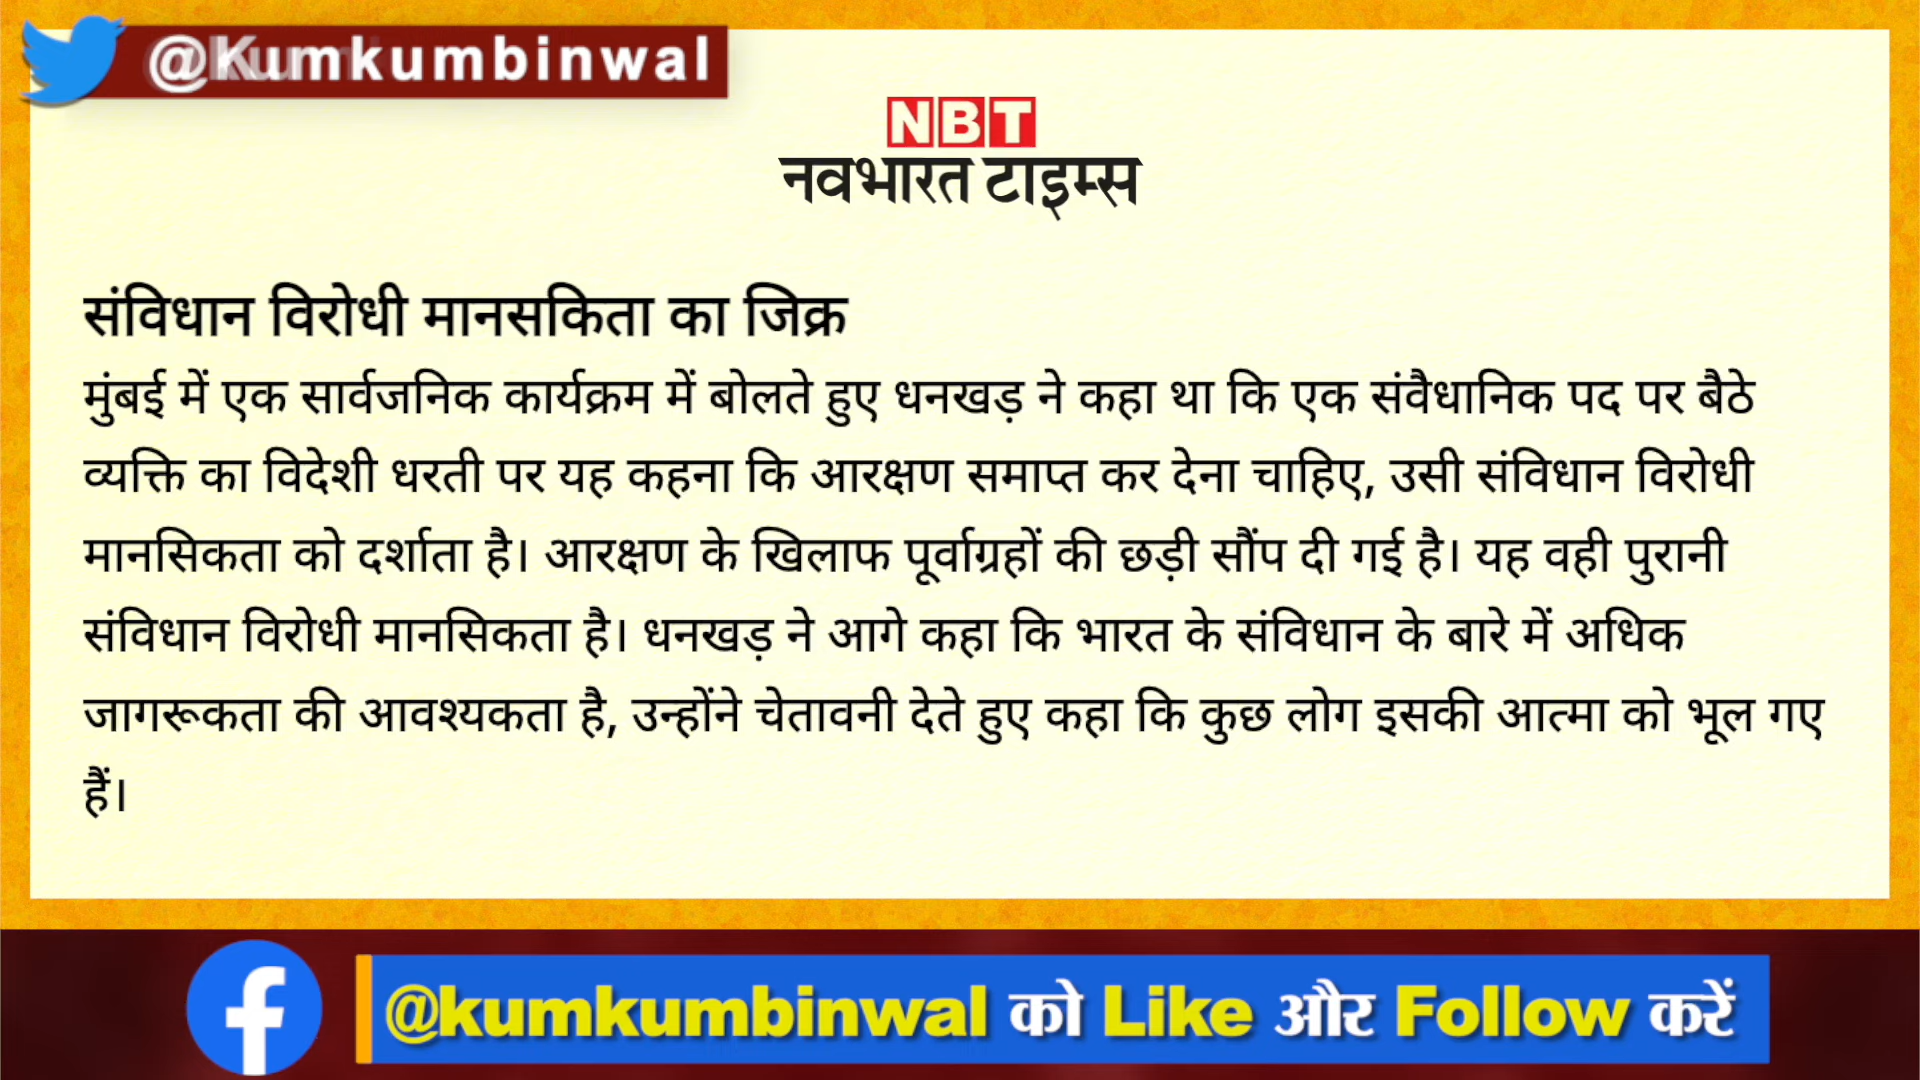 @Kumkumbinwal
NBT
नवभारत टाइम्स
संविधान विरोधी मानसकिता का जिक्र
मुंबई में एक सार्वजनिक कार्यक्रम में बोलते हुए धनखड़ ने कहा था कि एक संवैधानिक पद पर बैठे
व्यक्ति का विदेशी धरती पर यह कहना कि आरक्षण समाप्त कर देना चाहिए, उसी संविधान विरोधी
मानसिकता को दर्शाता है। आरक्षण के खिलाफ पूर्वाग्रहों की छड़ी सौंप दी गई है। यह वही पुरानी
संविधान विरोधी मानसिकता है। धनखड़ ने आगे कहा कि भारत के संविधान के बारे में अधिक
जागरूकता की आवश्यकता है, उन्होंने चेतावनी देते हुए कहा कि कुछ लोग इसकी आत्मा को भूल गए
हैं।
@kumkumbinwal को Like और Follow करें